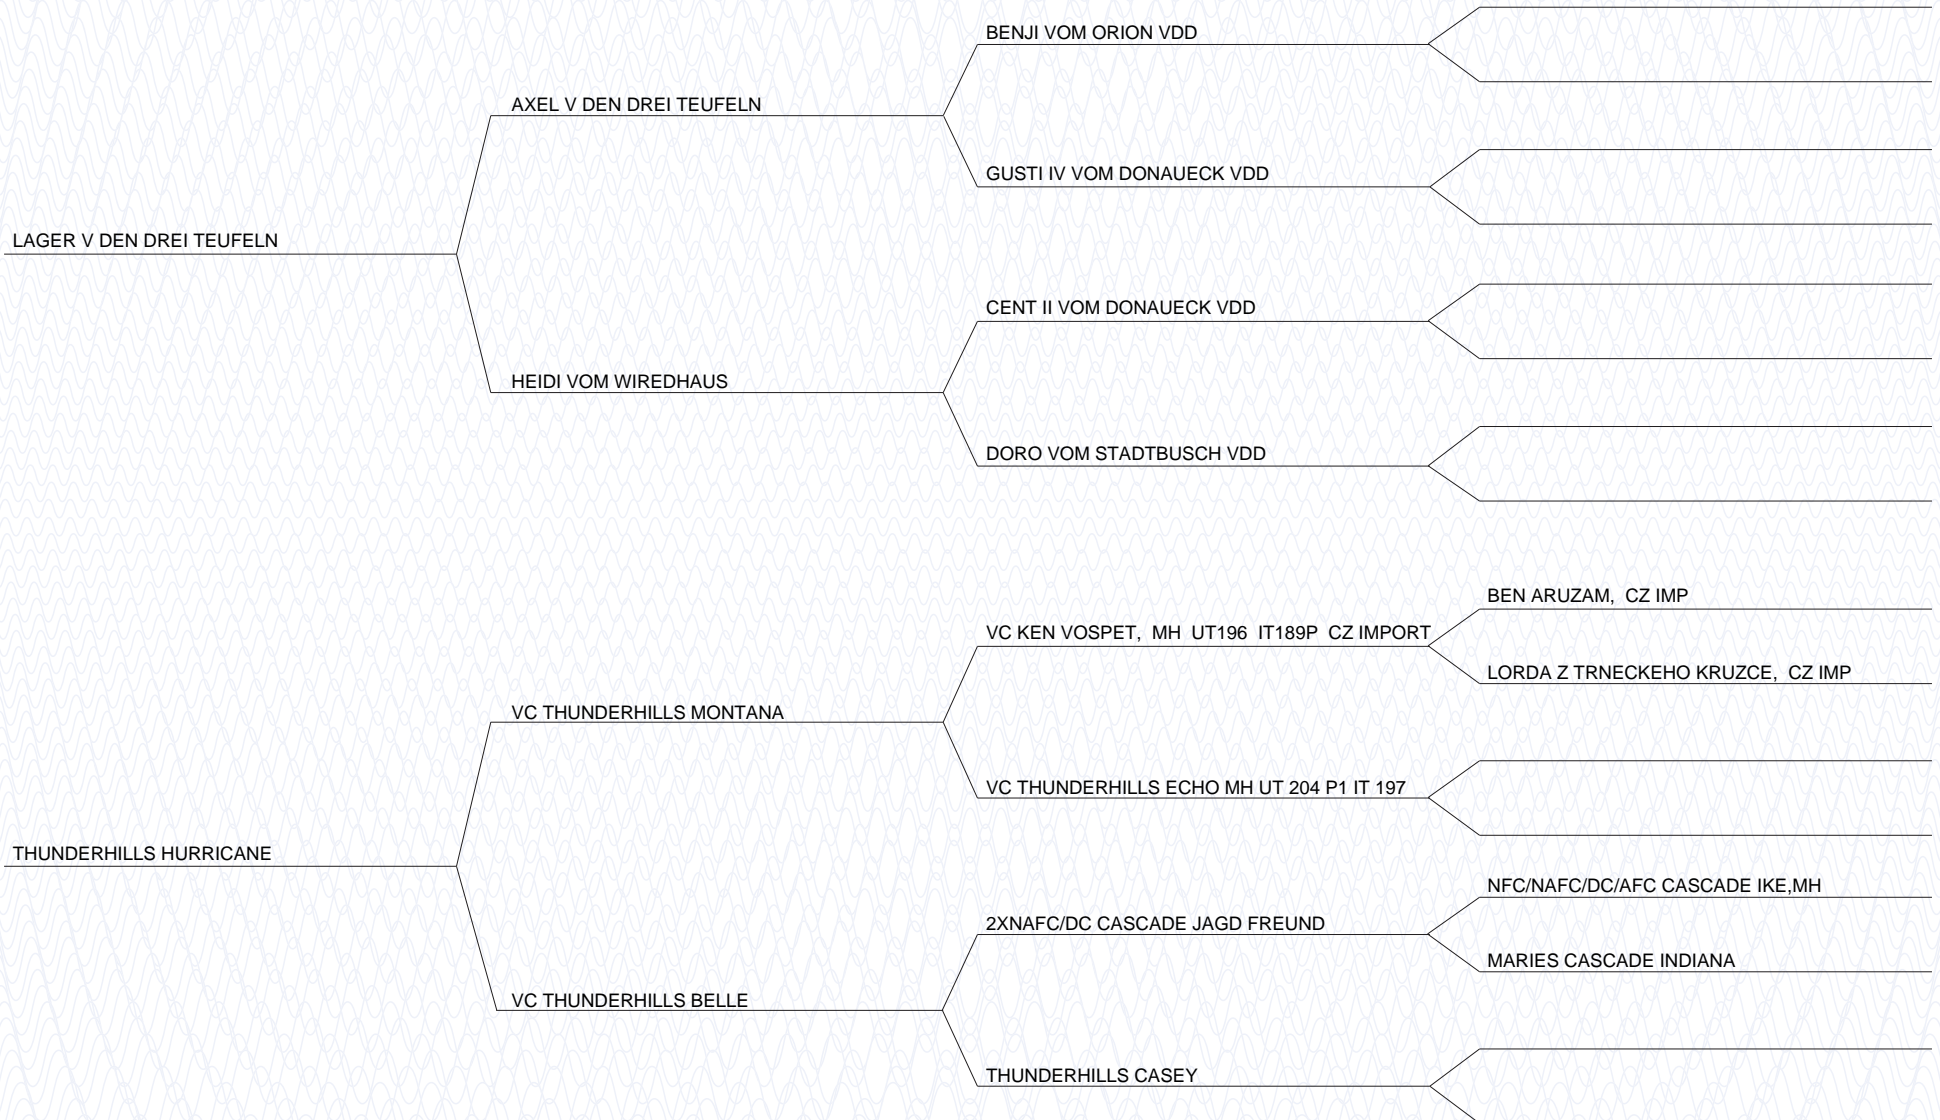 BENJI VOM ORION VDD
AXEL V DEN DREI TEUFELN
GUSTI IV VOM DONAUECK VDD
LAGER V DEN DREI TEUFELN
CENT II VOM DONAUECK VDD
HEIDI VOM WIREDHAUS
DORO VOM STADTBUSCH VDD
BEN ARUZAM,  CZ IMP
VC KEN VOSPET,  MH  UT196  IT189P  CZ IMPORT
LORDA Z TRNECKEHO KRUZCE,  CZ IMP
VC THUNDERHILLS MONTANA
VC THUNDERHILLS ECHO MH UT 204 P1 IT 197
THUNDERHILLS HURRICANE
NFC/NAFC/DC/AFC CASCADE IKE,MH
2XNAFC/DC CASCADE JAGD FREUND
MARIES CASCADE INDIANA
VC THUNDERHILLS BELLE
THUNDERHILLS CASEY